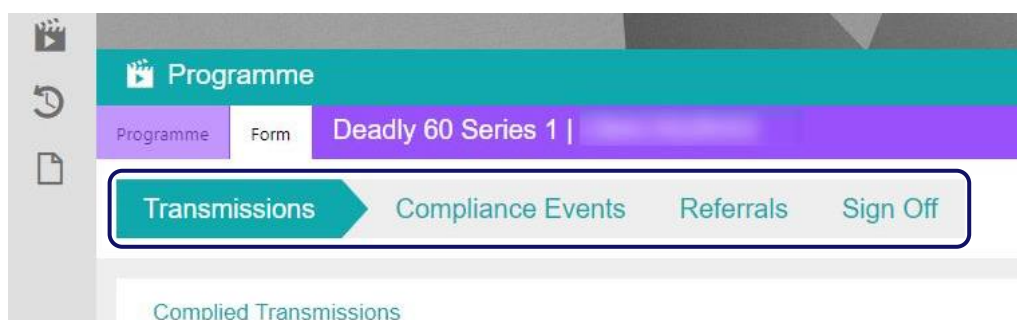 Programme
Programme Form Deadly 60 Series 1 |
Transmissions Compliance Events Referrals Sign Off
Complied Transmissions